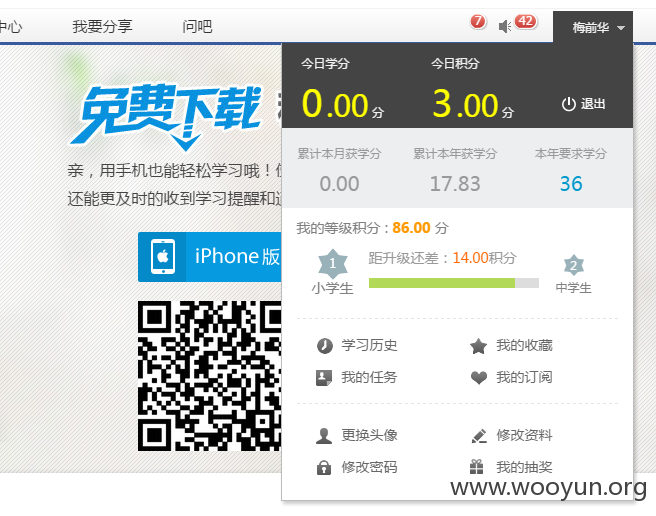 中心 我要分享 问吧 7 42 梅前华
今日学分 今日积分
0.00分 3.00分 退出
免费下载
累计本月获学分 累计本年获学分 本年要求学分
0.00 17.83 36
亲，用手机也能轻松学习哦！
还能更及时的收到学习提醒和
我的等级积分：86.00 分
iPhone版
1 距升级还差：14.00积分 2
小学生 中学生
学习历史 我的收藏
我的任务 我的订阅
更换头像 修改资料
修改密码 我的抽奖
www.wooyun.org